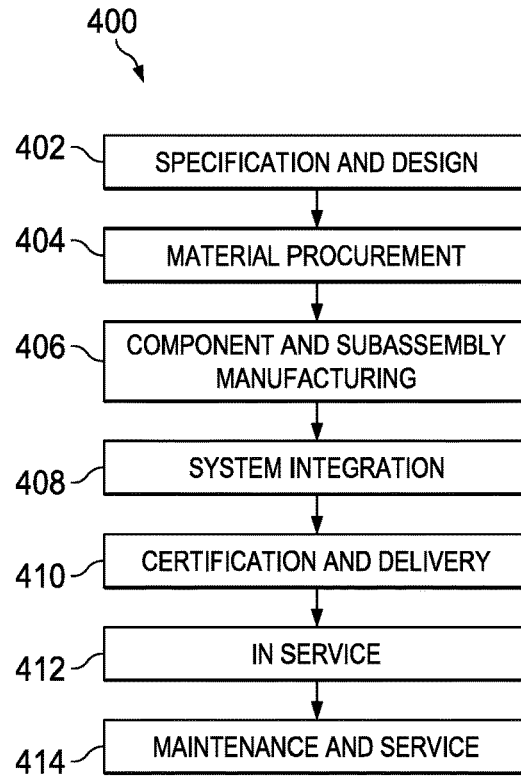 400
402
SPECIFICATION AND DESIGN
404
MATERIAL PROCUREMENT
406
COMPONENT AND SUBASSEMBLY
MANUFACTURING
408
SYSTEM INTEGRATION
410
CERTIFICATION AND DELIVERY
412
IN SERVICE
414
MAINTENANCE AND SERVICE